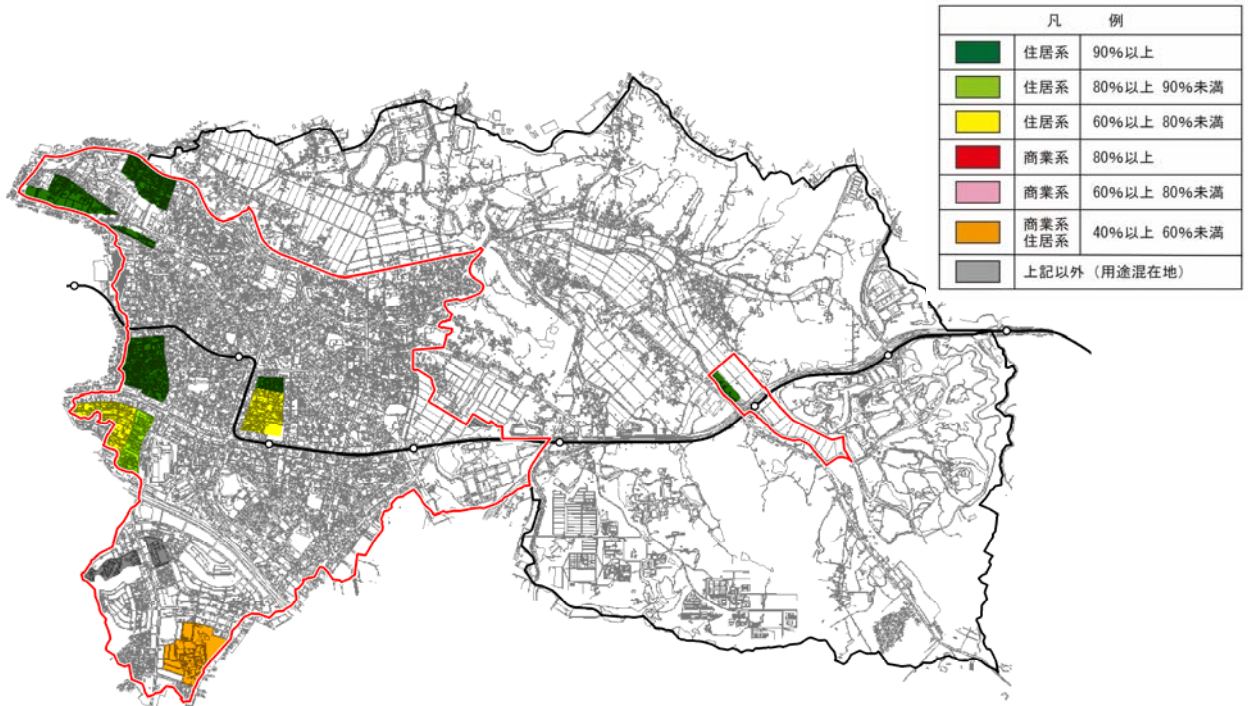 凡 例
住居系 90%以上
住居系 80%以上 90%未満
住居系 60%以上 80%未満
商業系 80%以上
商業系 60%以上 80%未満
商業系
住居系 40%以上 60%未満
上記以外（用途混在地）